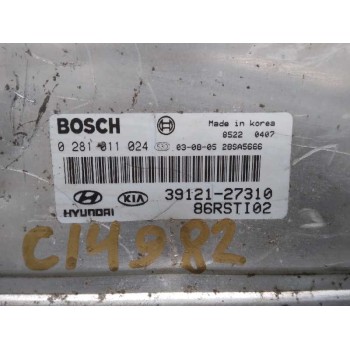 BOSCH
Made in korea
8522 0407
0 281 011 024 03-08-05 20SA5666
HYUNDAI KIA 39121-27310
86RSTI02
C14982